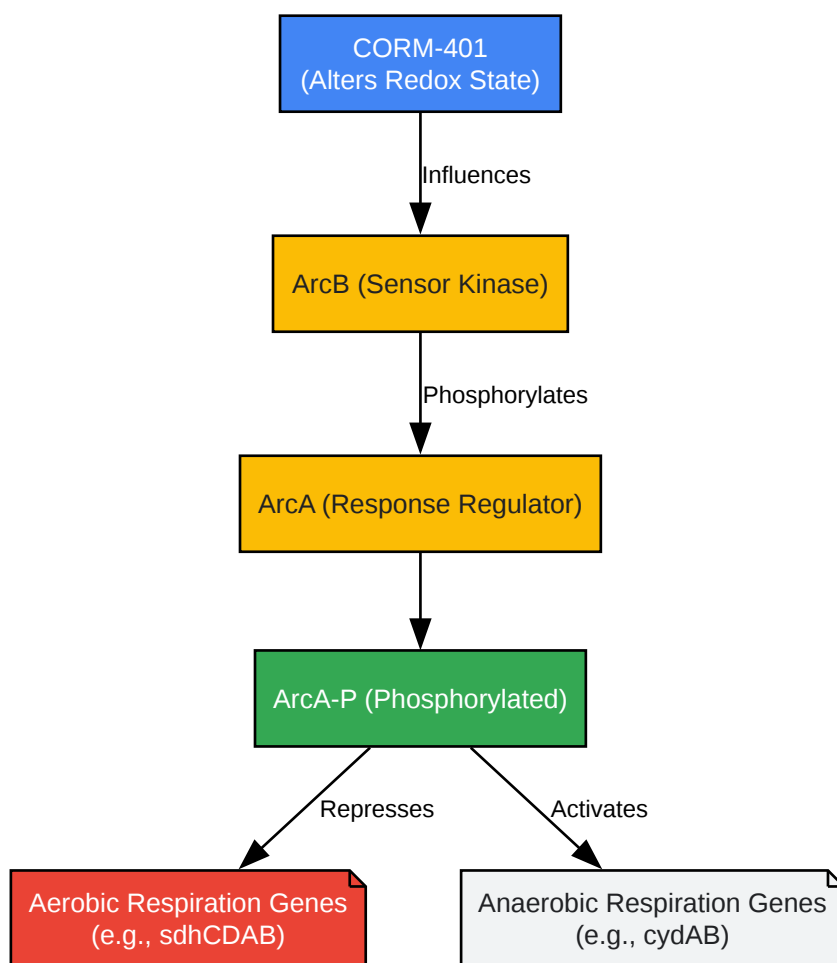 CORM-401
(Alters Redox State)
Influences
ArcB (Sensor Kinase)
Phosphorylates
ArcA (Response Regulator)
ArcA-P (Phosphorylated)
Represses
Activates
Aerobic Respiration Genes
(e.g., sdhCDAB)
Anaerobic Respiration Genes
(e.g., cydAB)